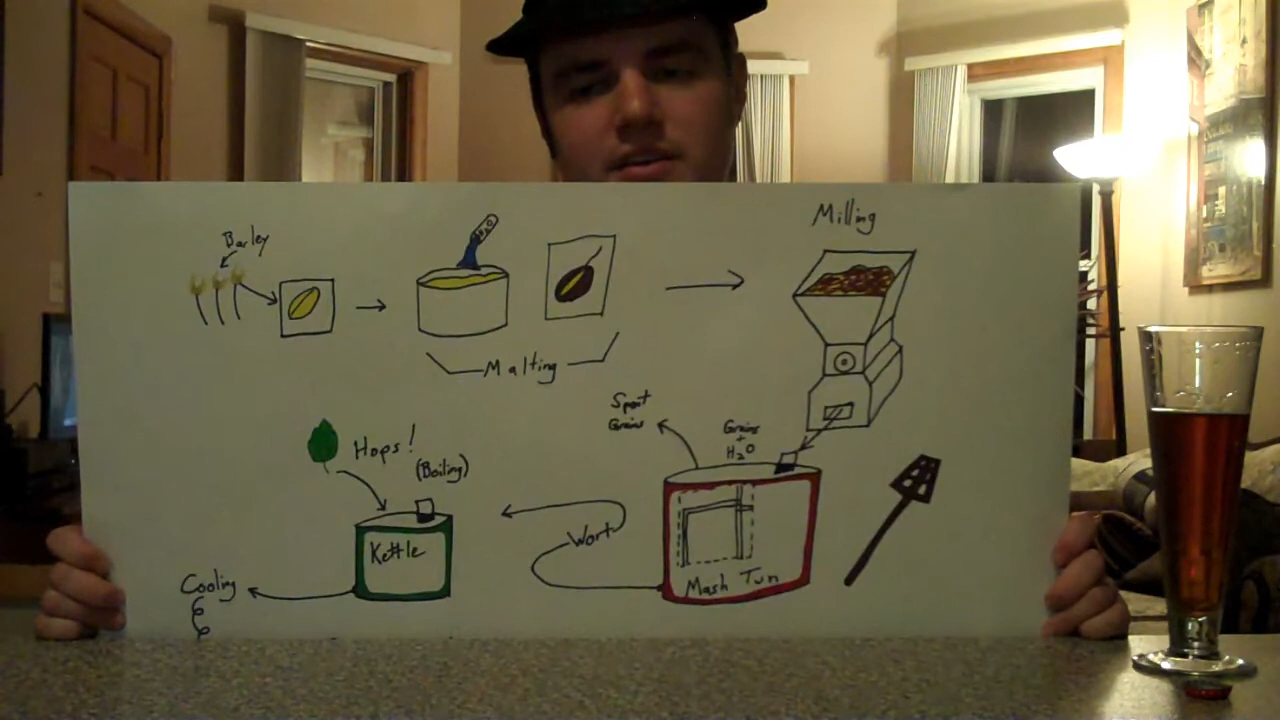 Barley
Malting
Milling
Spent
Grains
Grains
+
H2O
Mash Tun
Wort
Hops!
(Boiling)
Kettle
Cooling